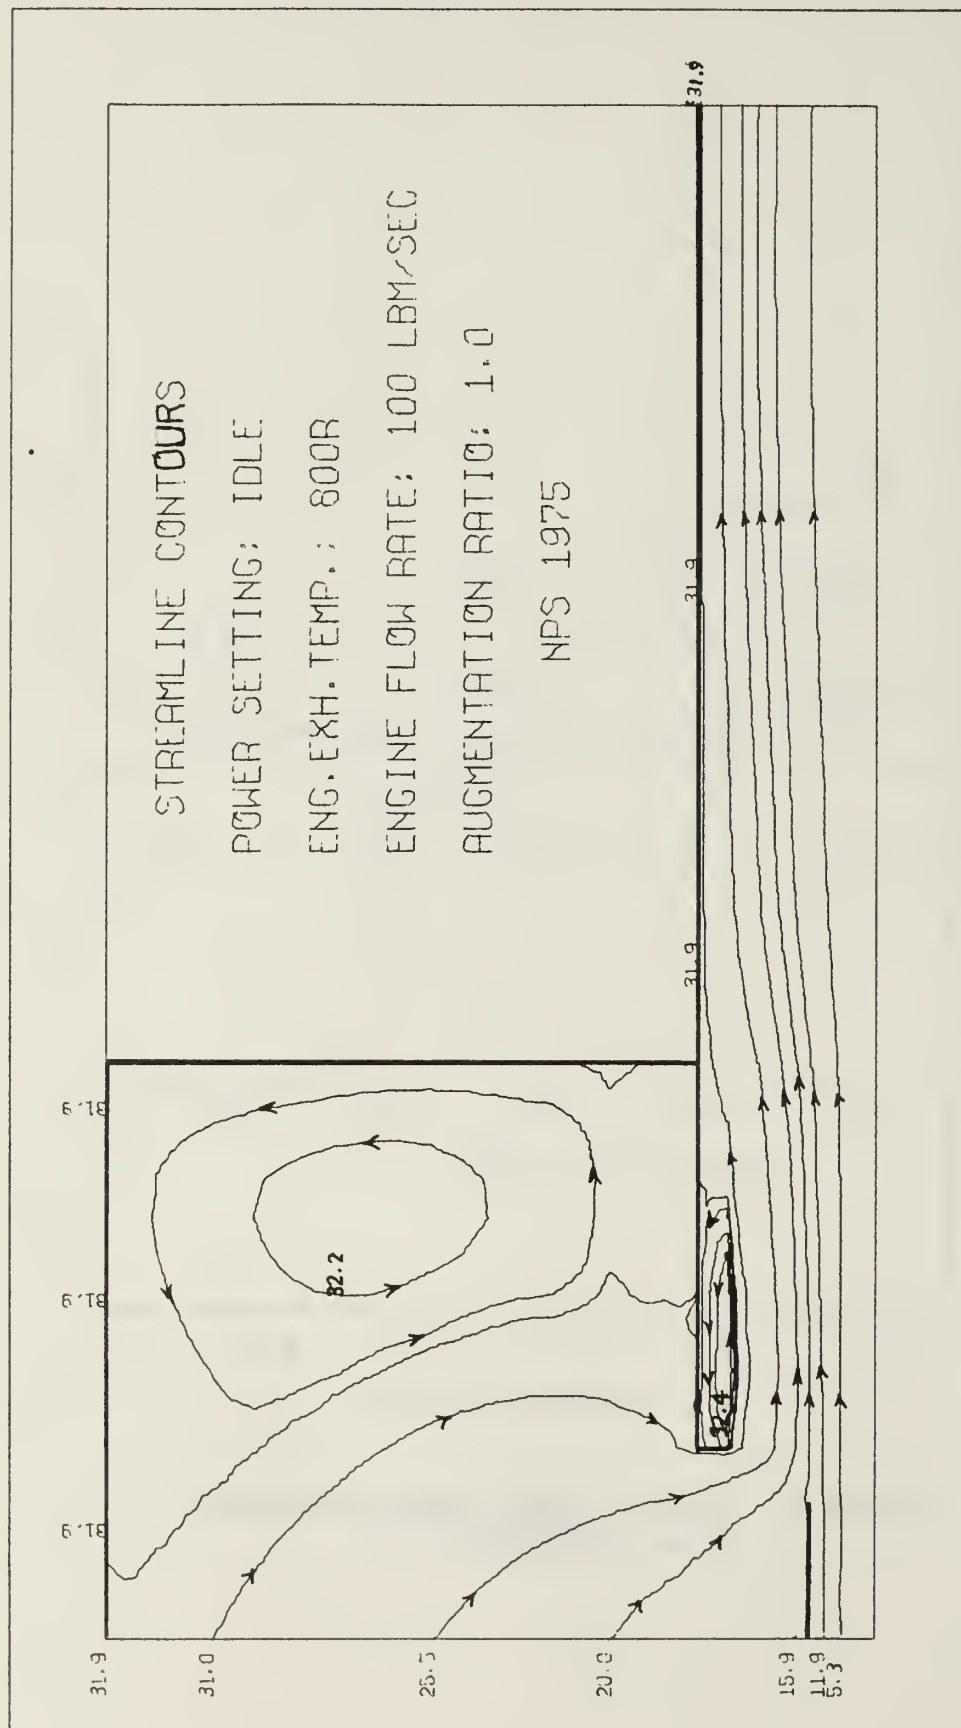 STREAMLINE CONTOURS
POWER SETTING: IDLE
ENG.EXH.TEMP.: 800R
ENGINE FLOW RATE: 100 LBM/SEC
AUGMENTATION RATIO: 1.0
NPS 1975
31.9
31.9
31.9
31.9
31.9
31.9
32.2
32.4
31.9
31.0
20.0
15.9
11.9
5.3